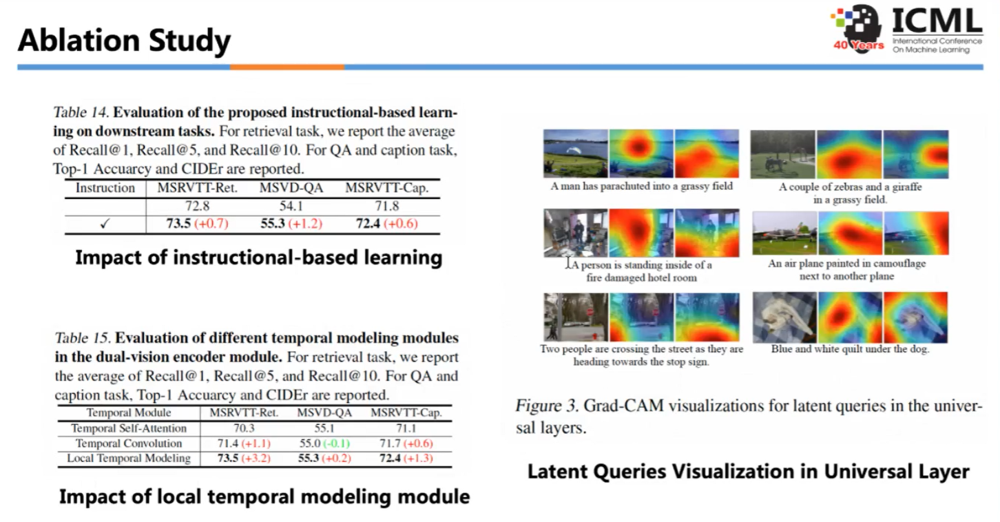 Ablation Study
40 Years
ICML
International Conference
On Machine Learning
Table 14. Evaluation of the proposed instructional-based learn-
ing on downstream tasks. For retrieval task, we report the average
of Recall@1, Recall@5, and Recall@10. For QA and caption task,
Top-1 Accuarcy and CIDEr are reported.
Instruction MSRVTT-Ret. MSVD-QA MSRVTT-Cap.
72.8 54.1 71.8
✓ 73.5 (+0.7) 55.3 (+1.2) 72.4 (+0.6)
Impact of instructional-based learning
Table 15. Evaluation of different temporal modeling modules
in the dual-vision encoder module. For retrieval task, we report
the average of Recall@1, Recall@5, and Recall@10. For QA and
caption task, Top-1 Accuarcy and CIDEr are reported.
Temporal Module MSRVTT-Ret. MSVD-QA MSRVTT-Cap.
Temporal Self-Attention 70.3 55.1 71.1
Temporal Convolution 71.4 (+1.1) 55.0 (-0.1) 71.7 (+0.6)
Local Temporal Modeling 73.5 (+3.2) 55.3 (+0.2) 72.4 (+1.3)
Impact of local temporal modeling module
A man has parachuted into a grassy field
A couple of zebras and a giraffe
in a grassy field.
A person is standing inside of a
fire damaged hotel room
An air plane painted in camouflage
next to another plane
Two people are crossing the street as they are
heading towards the stop sign.
Blue and white quilt under the dog.
Figure 3. Grad-CAM visualizations for latent queries in the univer-
sal layers.
Latent Queries Visualization in Universal Layer